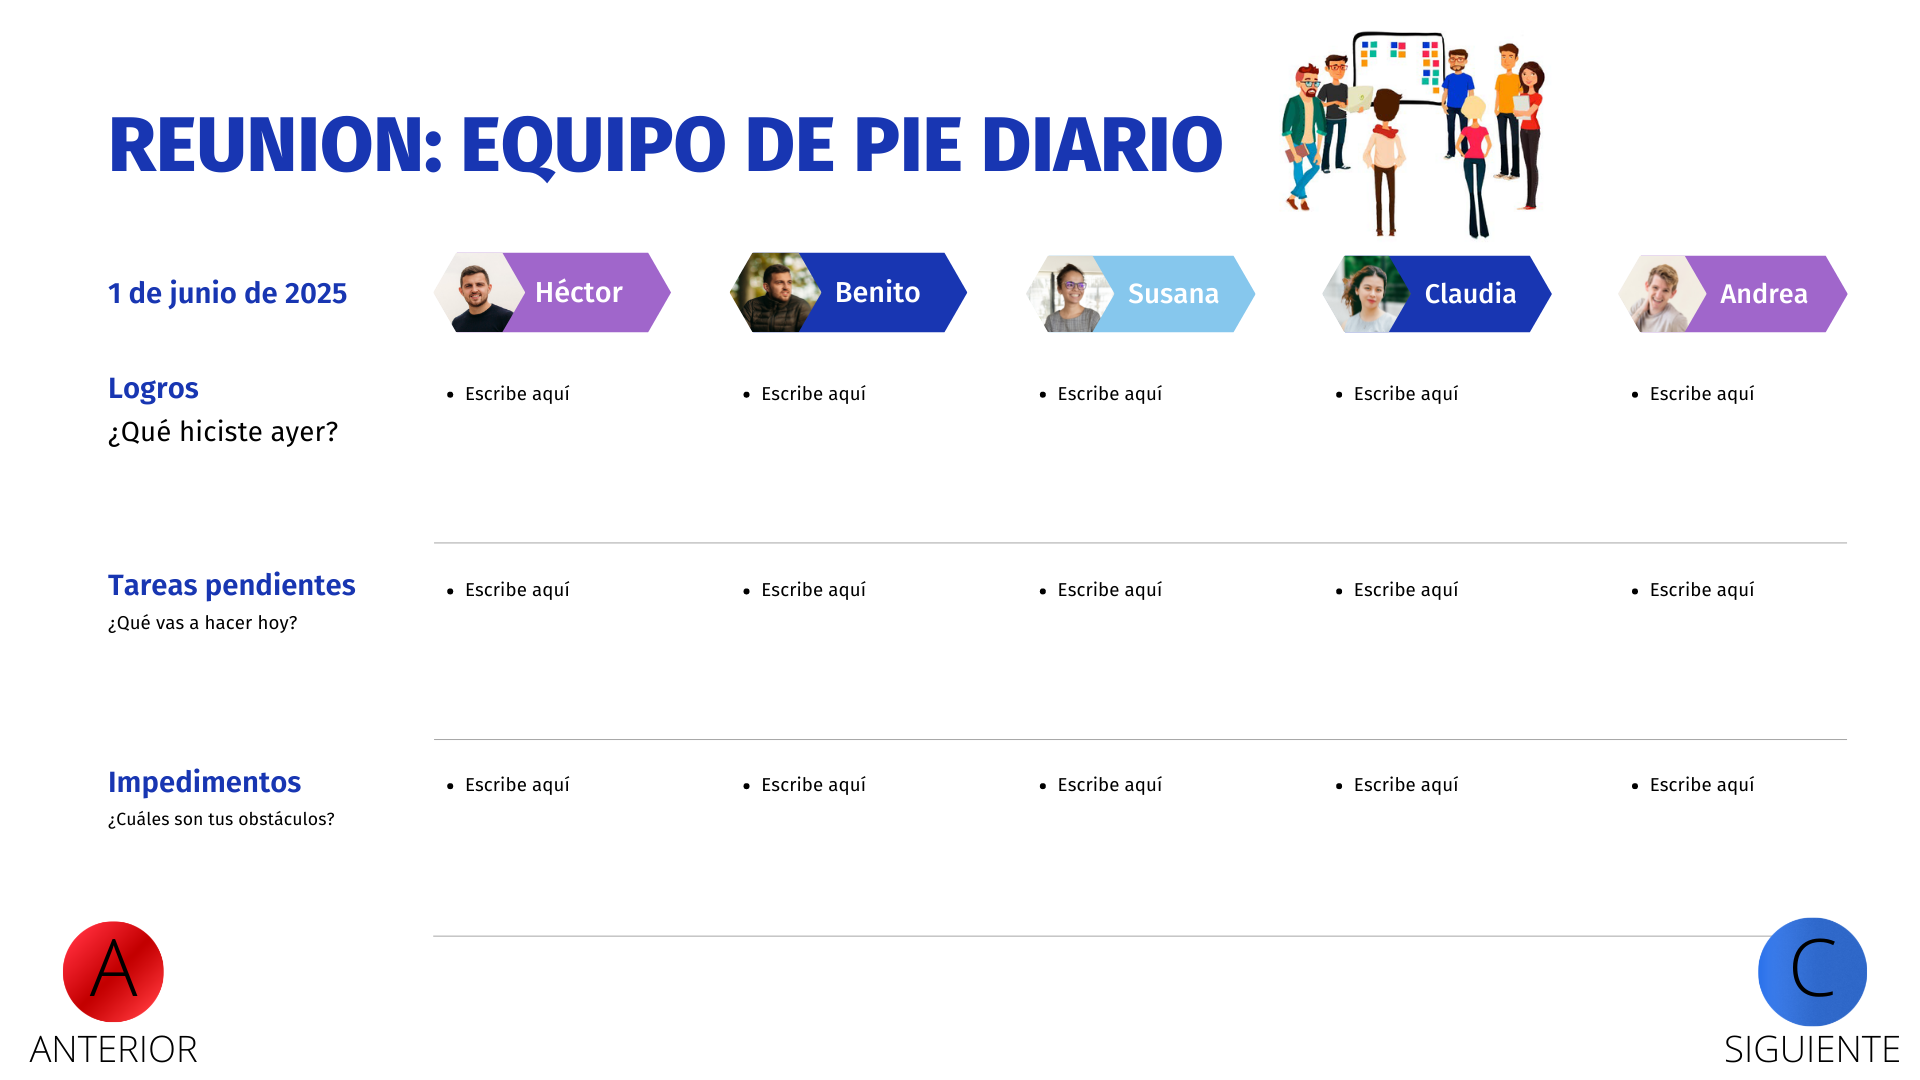 REUNION: EQUIPO DE PIE DIARIO
1 de junio de 2025
Héctor
Benito
Susana
Claudia
Andrea
Logros
¿Qué hiciste ayer?
• Escribe aquí
• Escribe aquí
• Escribe aquí
• Escribe aquí
• Escribe aquí
Tareas pendientes
¿Qué vas a hacer hoy?
• Escribe aquí
• Escribe aquí
• Escribe aquí
• Escribe aquí
• Escribe aquí
Impedimentos
¿Cuáles son tus obstáculos?
• Escribe aquí
• Escribe aquí
• Escribe aquí
• Escribe aquí
• Escribe aquí
A
ANTERIOR
C
SIGUIENTE